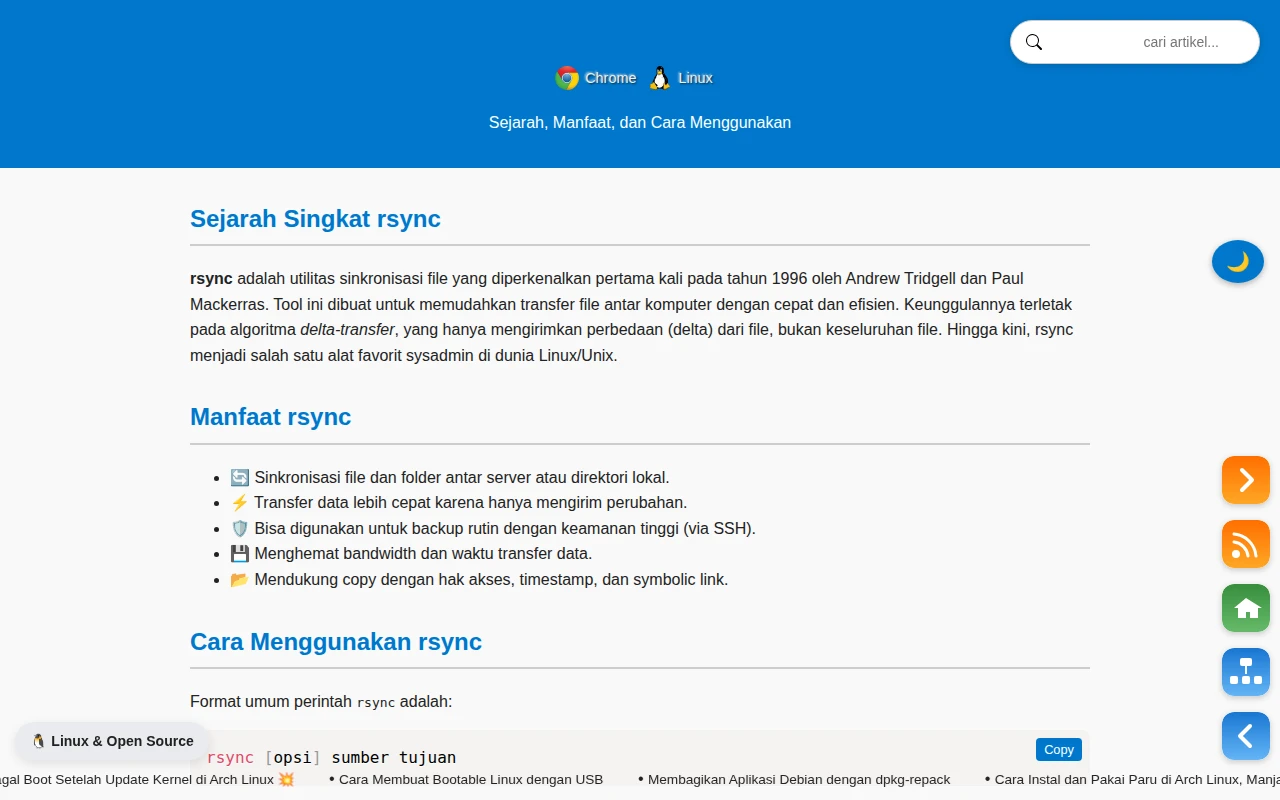 cari artikel...
Chrome Linux
Sejarah, Manfaat, dan Cara Menggunakan
Sejarah Singkat rsync
rsync adalah utilitas sinkronisasi file yang diperkenalkan pertama kali pada tahun 1996 oleh Andrew Tridgell dan Paul
Mackerras. Tool ini dibuat untuk memudahkan transfer file antar komputer dengan cepat dan efisien. Keunggulannya terletak
pada algoritma delta-transfer, yang hanya mengirimkan perbedaan (delta) dari file, bukan keseluruhan file. Hingga kini, rsync
menjadi salah satu alat favorit sysadmin di dunia Linux/Unix.
Manfaat rsync
• 🔄 Sinkronisasi file dan folder antar server atau direktori lokal.
• ⚡ Transfer data lebih cepat karena hanya mengirim perubahan.
• 🛡️ Bisa digunakan untuk backup rutin dengan keamanan tinggi (via SSH).
• 💾 Menghemat bandwidth dan waktu transfer data.
• 📂 Mendukung copy dengan hak akses, timestamp, dan symbolic link.
Cara Menggunakan rsync
Format umum perintah rsync adalah:
🐧 Linux & Open Source
rsync [opsi] sumber tujuan
Copy
agal Boot Setelah Update Kernel di Arch Linux 💥 • Cara Membuat Bootable Linux dengan USB • Membagikan Aplikasi Debian dengan dpkg-repack • Cara Instal dan Pakai Paru di Arch Linux, Manja